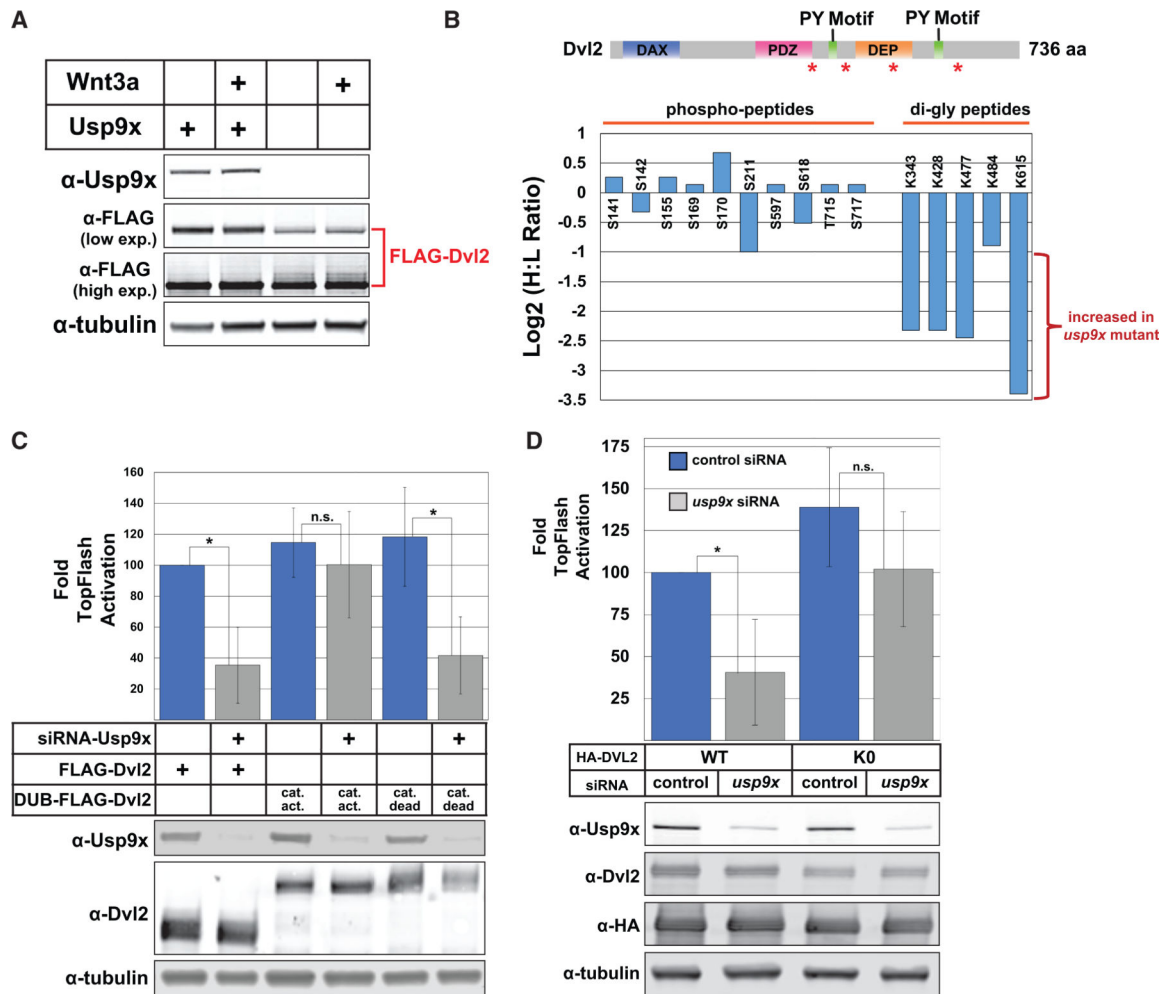 A
Wnt3a + +
Usp9x + +
α-Usp9x
α-FLAG
(low exp.)
α-FLAG
(high exp.)
FLAG-Dvl2
α-tubulin
B
PY Motif PY Motif
Dvl2 DAX PDZ DEP 736 aa
* * * *
phospho-peptides di-gly peptides
Log2 (H:L Ratio)
1
0.5
0
-0.5
-1
-1.5
-2
-2.5
-3
-3.5
S141 S142 S155 S169 S170 S211 S597 S618 T715 S717 K343 K428 K477 K484 K615
increased in
usp9x mutant
C
Fold
TopFlash
Activation
160
140
120
100
80
60
40
20
* n.s. *
siRNA-Usp9x + + +
FLAG-Dvl2 + +
DUB-FLAG-Dvl2 cat. act. cat. act. cat. dead cat. dead
α-Usp9x
α-Dvl2
α-tubulin
D
Fold
TopFlash
Activation
175
150
125
100
75
50
25
control siRNA
usp9x siRNA
* n.s.
HA-DVL2 WT K0
siRNA control usp9x control usp9x
α-Usp9x
α-Dvl2
α-HA
α-tubulin